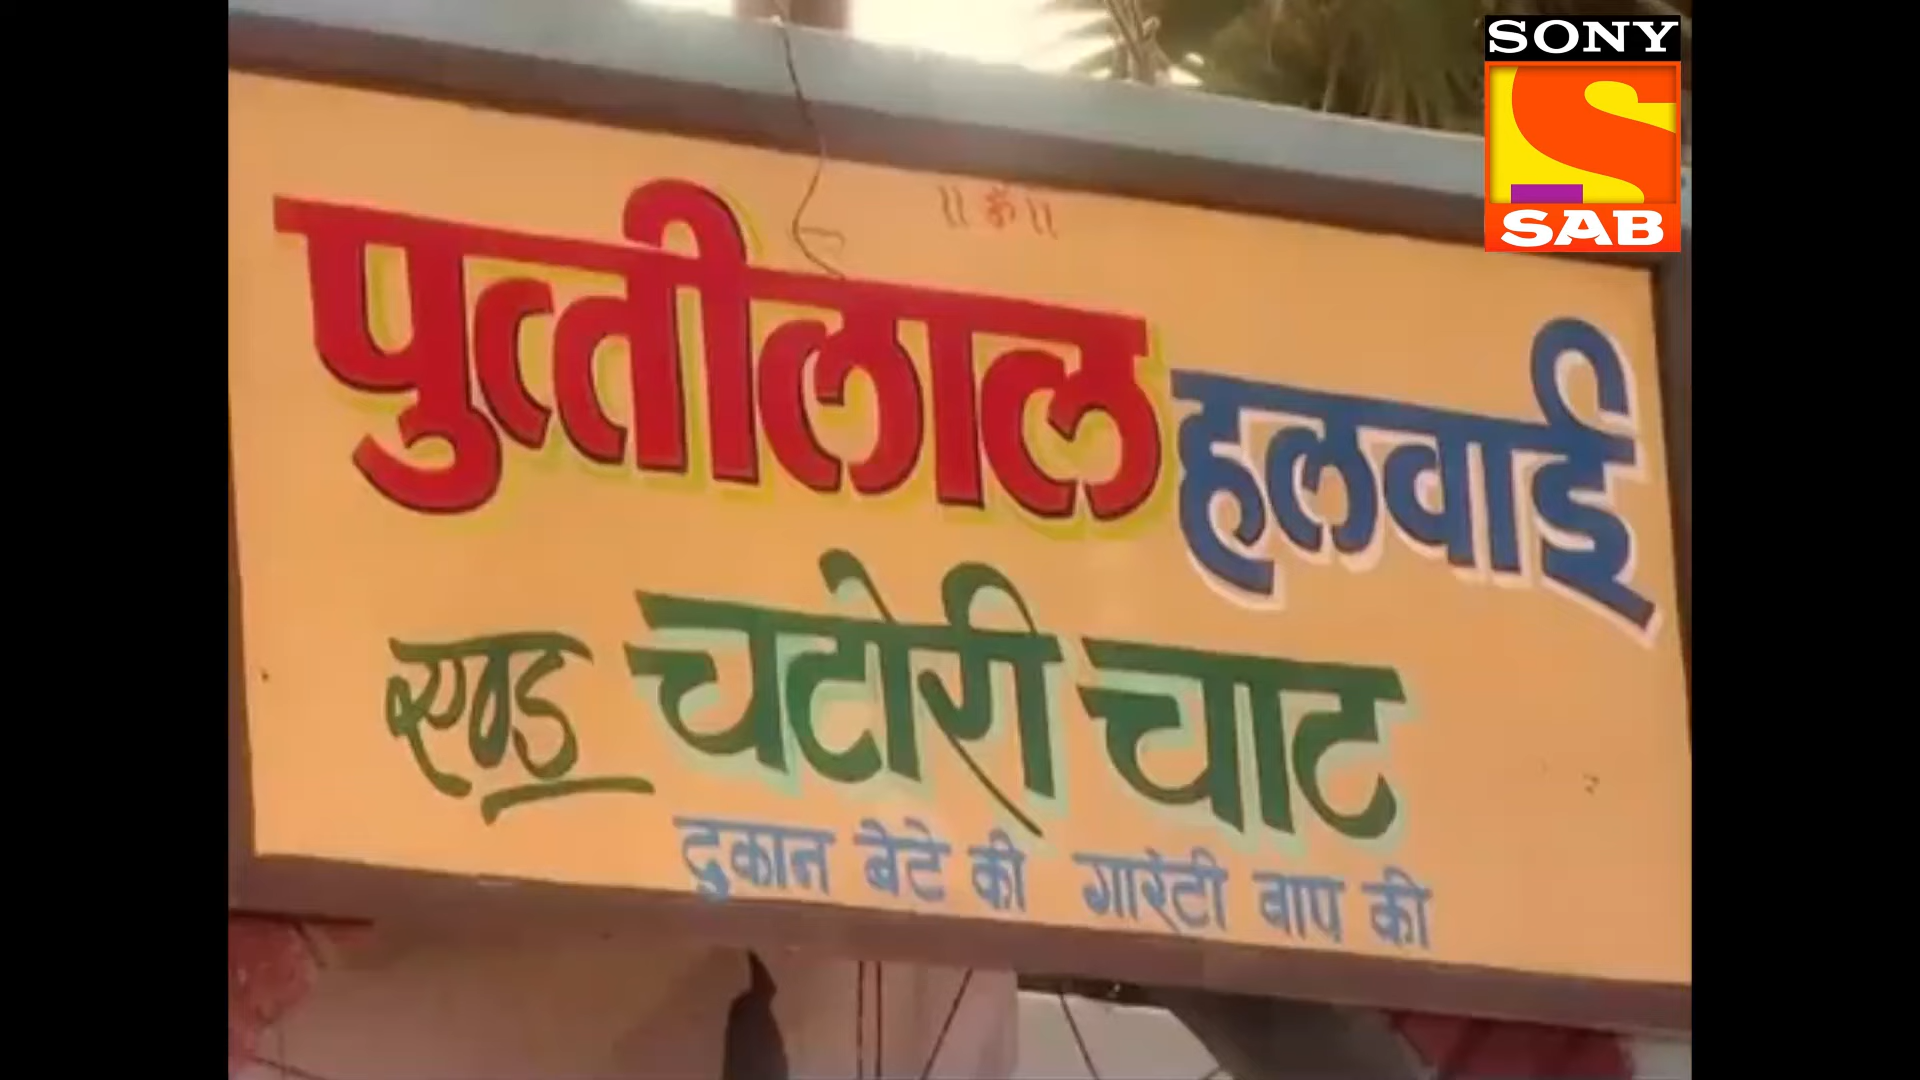 SONY
SAB
॥ ॐ ॥
पुत्तीलाल हलवाई
एण्ड चटोरी चाट
दुकान बेटे की गारंटी बाप की